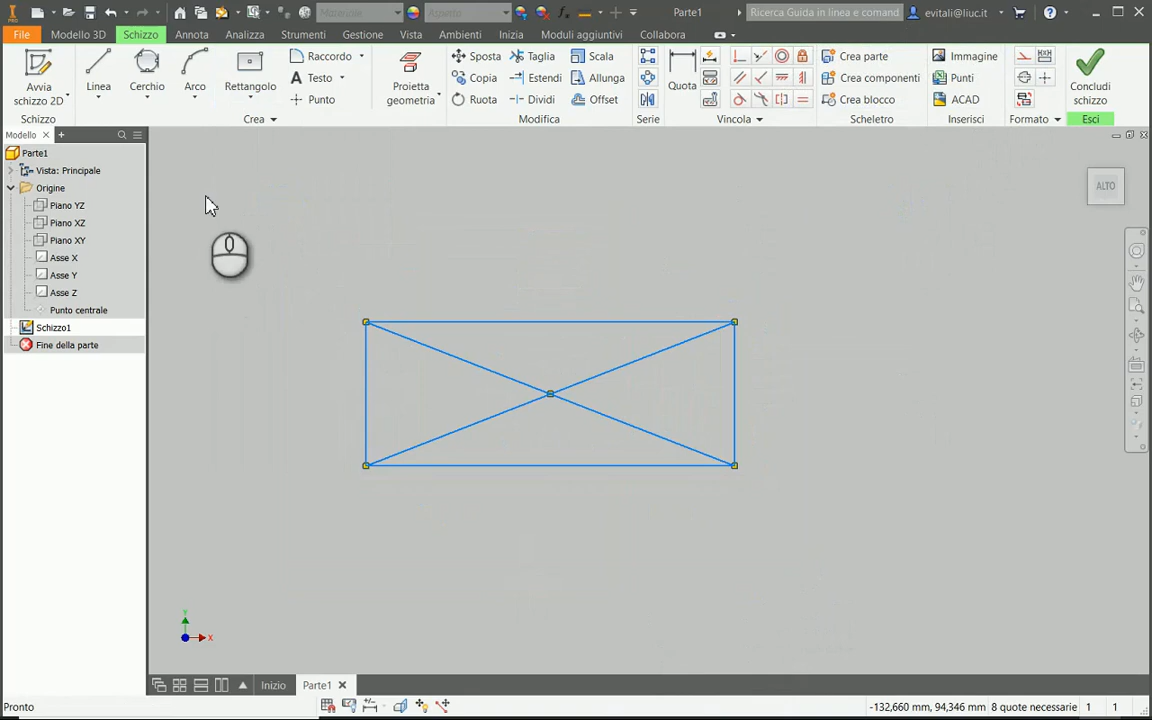 PRO
Materiale
Aspetto
Parte1
Ricerca Guida in linea e comand
evitali@liuc.it
File
Modello 3D
Schizzo
Annota
Analizza
Strumenti
Gestione
Vista
Ambienti
Inizia
Moduli aggiuntivi
Collabora
Avvia
schizzo 2D
Linea
Cerchio
Arco
Rettangolo
Raccordo
Testo
Punto
Proietta
geometria
Sposta
Copia
Ruota
Taglia
Estendi
Dividi
Scala
Allunga
Offset
Quota
Crea parte
Crea componenti
Crea blocco
Immagine
Punti
ACAD
Concludi
schizzo
Schizzo
Crea
Modifica
Serie
Vincola
Scheletro
Inserisci
Formato
Esci
Modello
Parte1
Vista: Principale
Origine
Piano YZ
Piano XZ
Piano XY
Asse X
Asse Y
Asse Z
Punto centrale
Schizzo1
Fine della parte
ALTO
Y
X
Inizio
Parte1
Pronto
-132,660 mm, 94,346 mm
8 quote necessarie
1
1